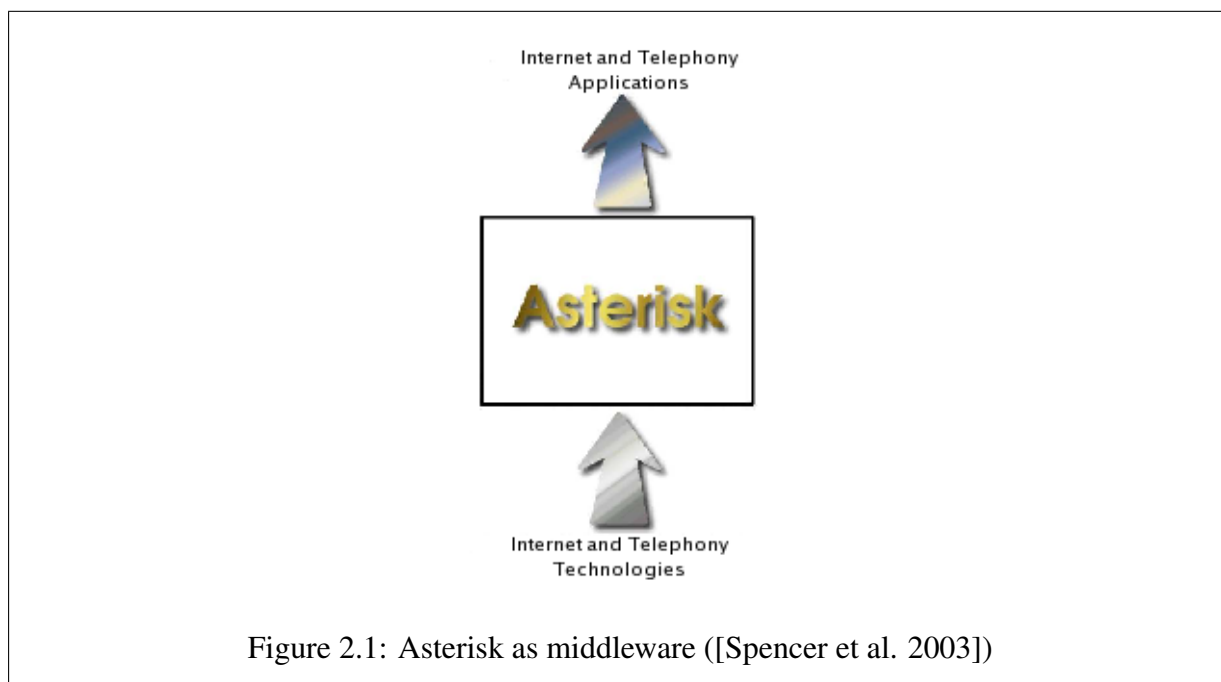 Internet and Telephony
Applications
Asterisk
Internet and Telephony
Technologies
Figure 2.1: Asterisk as middleware ([Spencer et al. 2003])